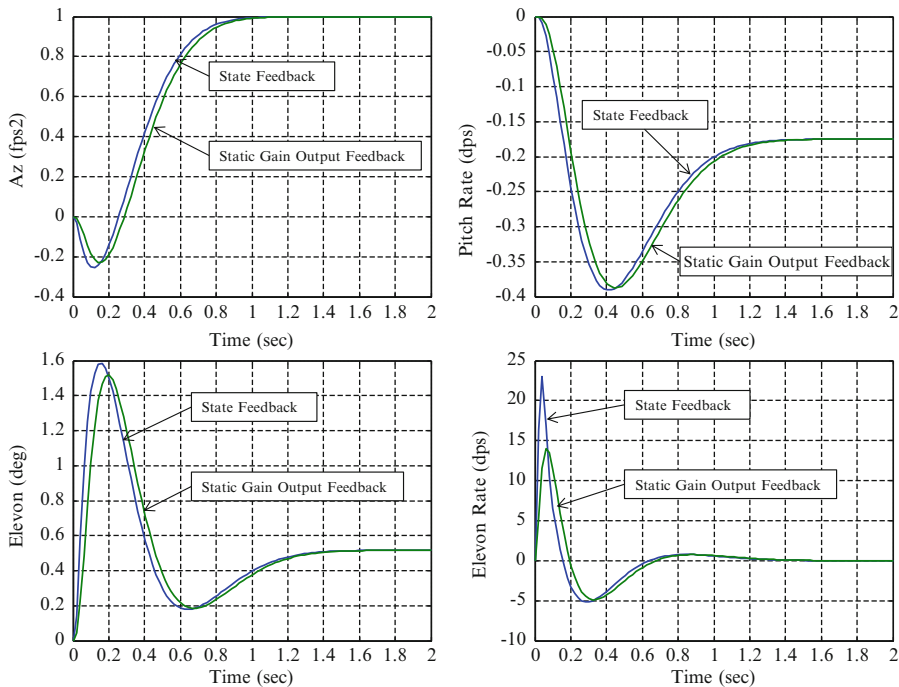 1
0.8
0.6
0.4
0.2
0
-0.2
-0.4
Az (fps2)
State Feedback
Static Gain Output Feedback
0 0.2 0.4 0.6 0.8 1 1.2 1.4 1.6 1.8 2
Time (sec)
0
-0.05
-0.1
-0.15
-0.2
-0.25
-0.3
-0.35
-0.4
Pitch Rate (dps)
State Feedback
Static Gain Output Feedback
0 0.2 0.4 0.6 0.8 1 1.2 1.4 1.6 1.8 2
Time (sec)
1.6
1.4
1.2
1
0.8
0.6
0.4
0.2
0
Elevon (deg)
State Feedback
Static Gain Output Feedback
0 0.2 0.4 0.6 0.8 1 1.2 1.4 1.6 1.8 2
Time (sec)
25
20
15
10
5
0
-5
-10
Elevon Rate (dps)
State Feedback
Static Gain Output Feedback
0 0.2 0.4 0.6 0.8 1 1.2 1.4 1.6 1.8 2
Time (sec)